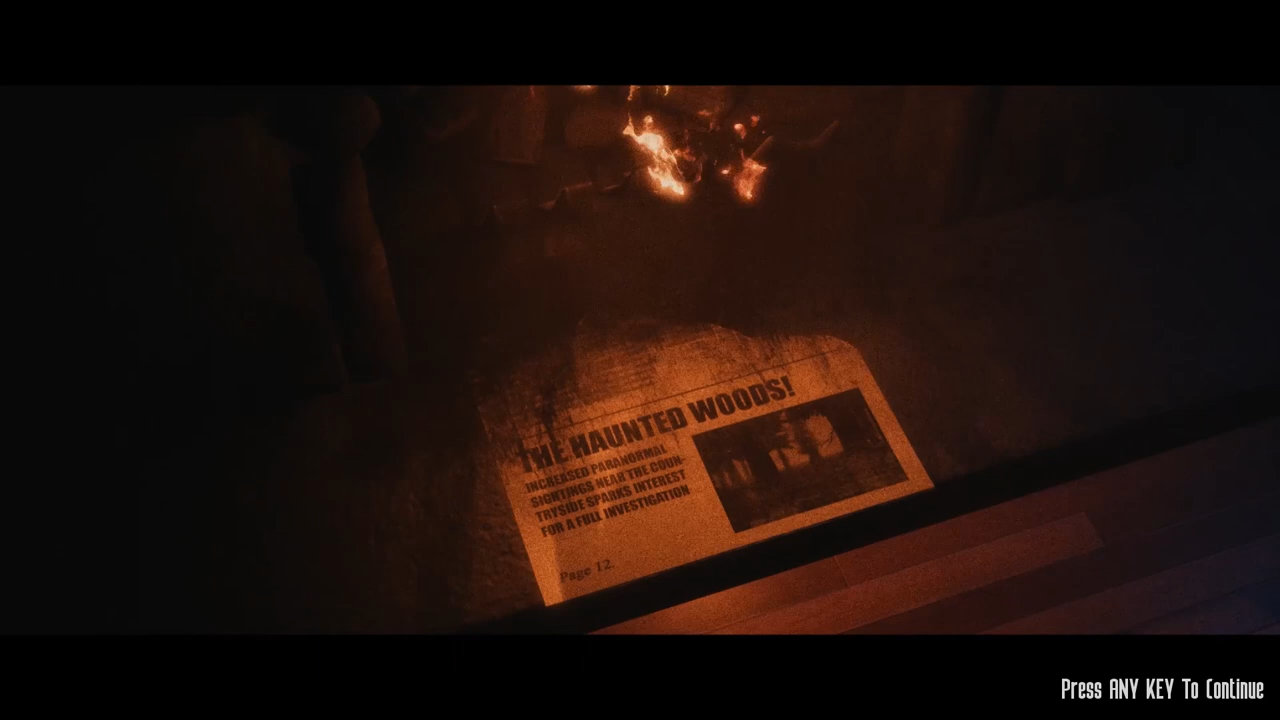 THE HAUNTED WOODS!
INCREASED PARANORMAL
SIGHTINGS NEAR THE COUN-
TRYSIDE SPARKS INTEREST
FOR A FULL INVESTIGATION
Page 12.
Press ANY KEY To Continue